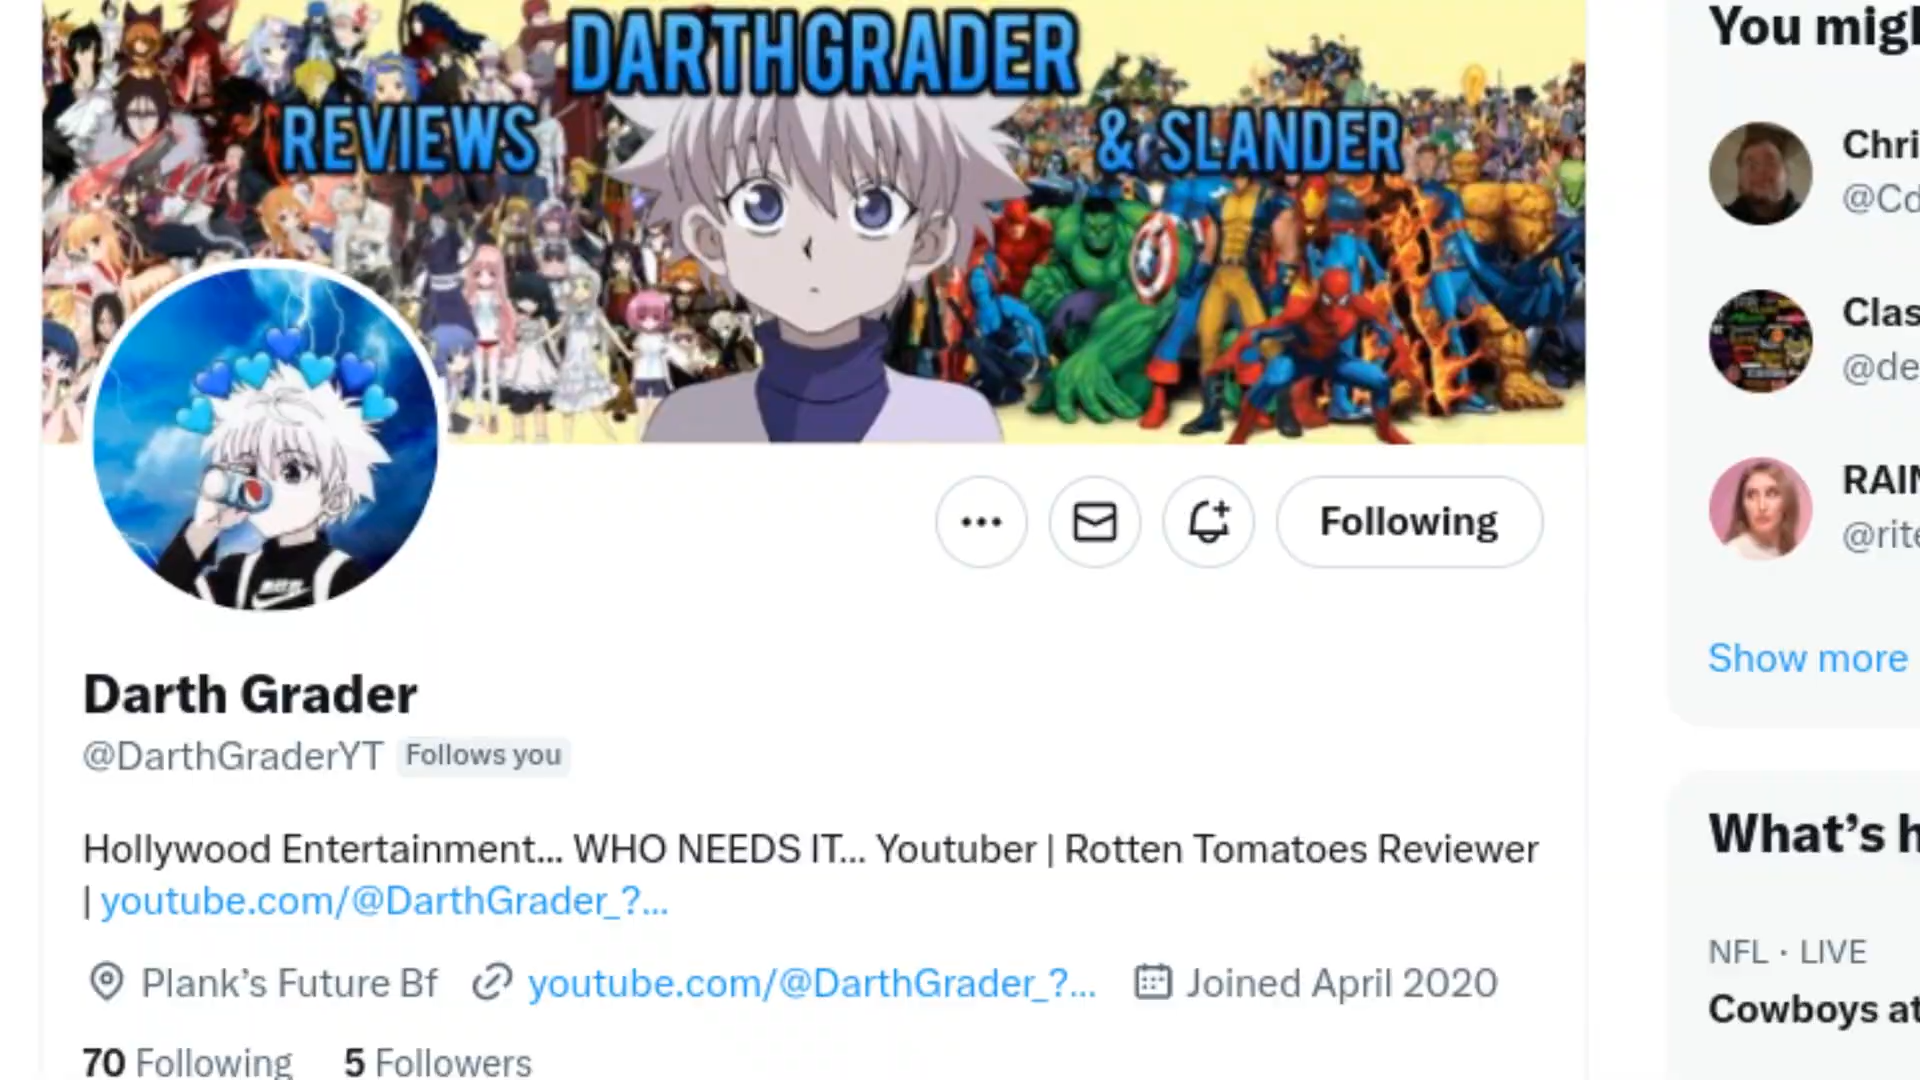 DARTHGRADER
REVIEWS & SLANDER
Following
Darth Grader
@DarthGraderYT Follows you
Hollywood Entertainment... WHO NEEDS IT... Youtuber | Rotten Tomatoes Reviewer
| youtube.com/@DarthGrader_?...
Plank’s Future Bf youtube.com/@DarthGrader_?... Joined April 2020
70 Following 5 Followers
You migh
Chri
@Cd
Clas
@de
RAIN
@rite
Show more
What’s h
NFL · LIVE
Cowboys at